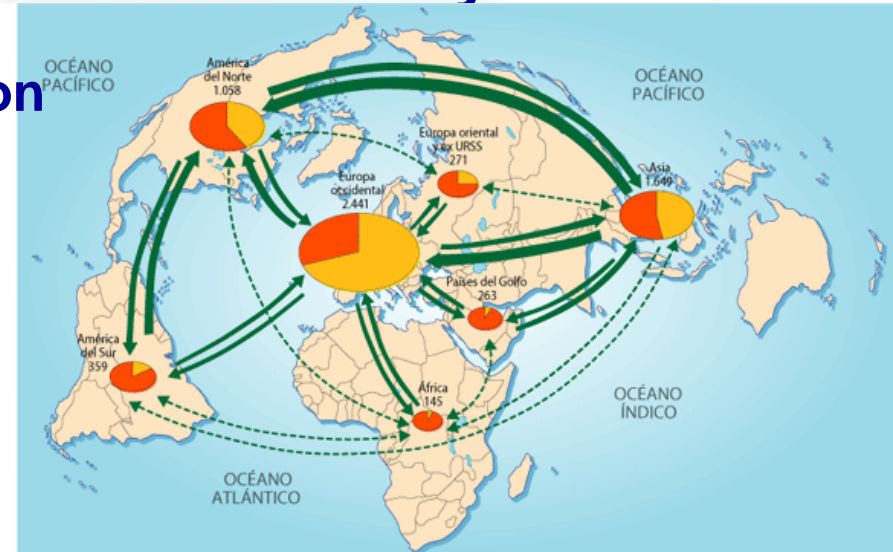 on
OCÉANO
PACÍFICO
América
del Norte
1.058
OCÉANO
PACÍFICO
Europa oriental
y ex URSS
271
Europa
occidental
2.441
Asia
1.649
Países del Golfo
263
América
del Sur
359
África
145
OCÉANO
ÍNDICO
OCÉANO
ATLÁNTICO